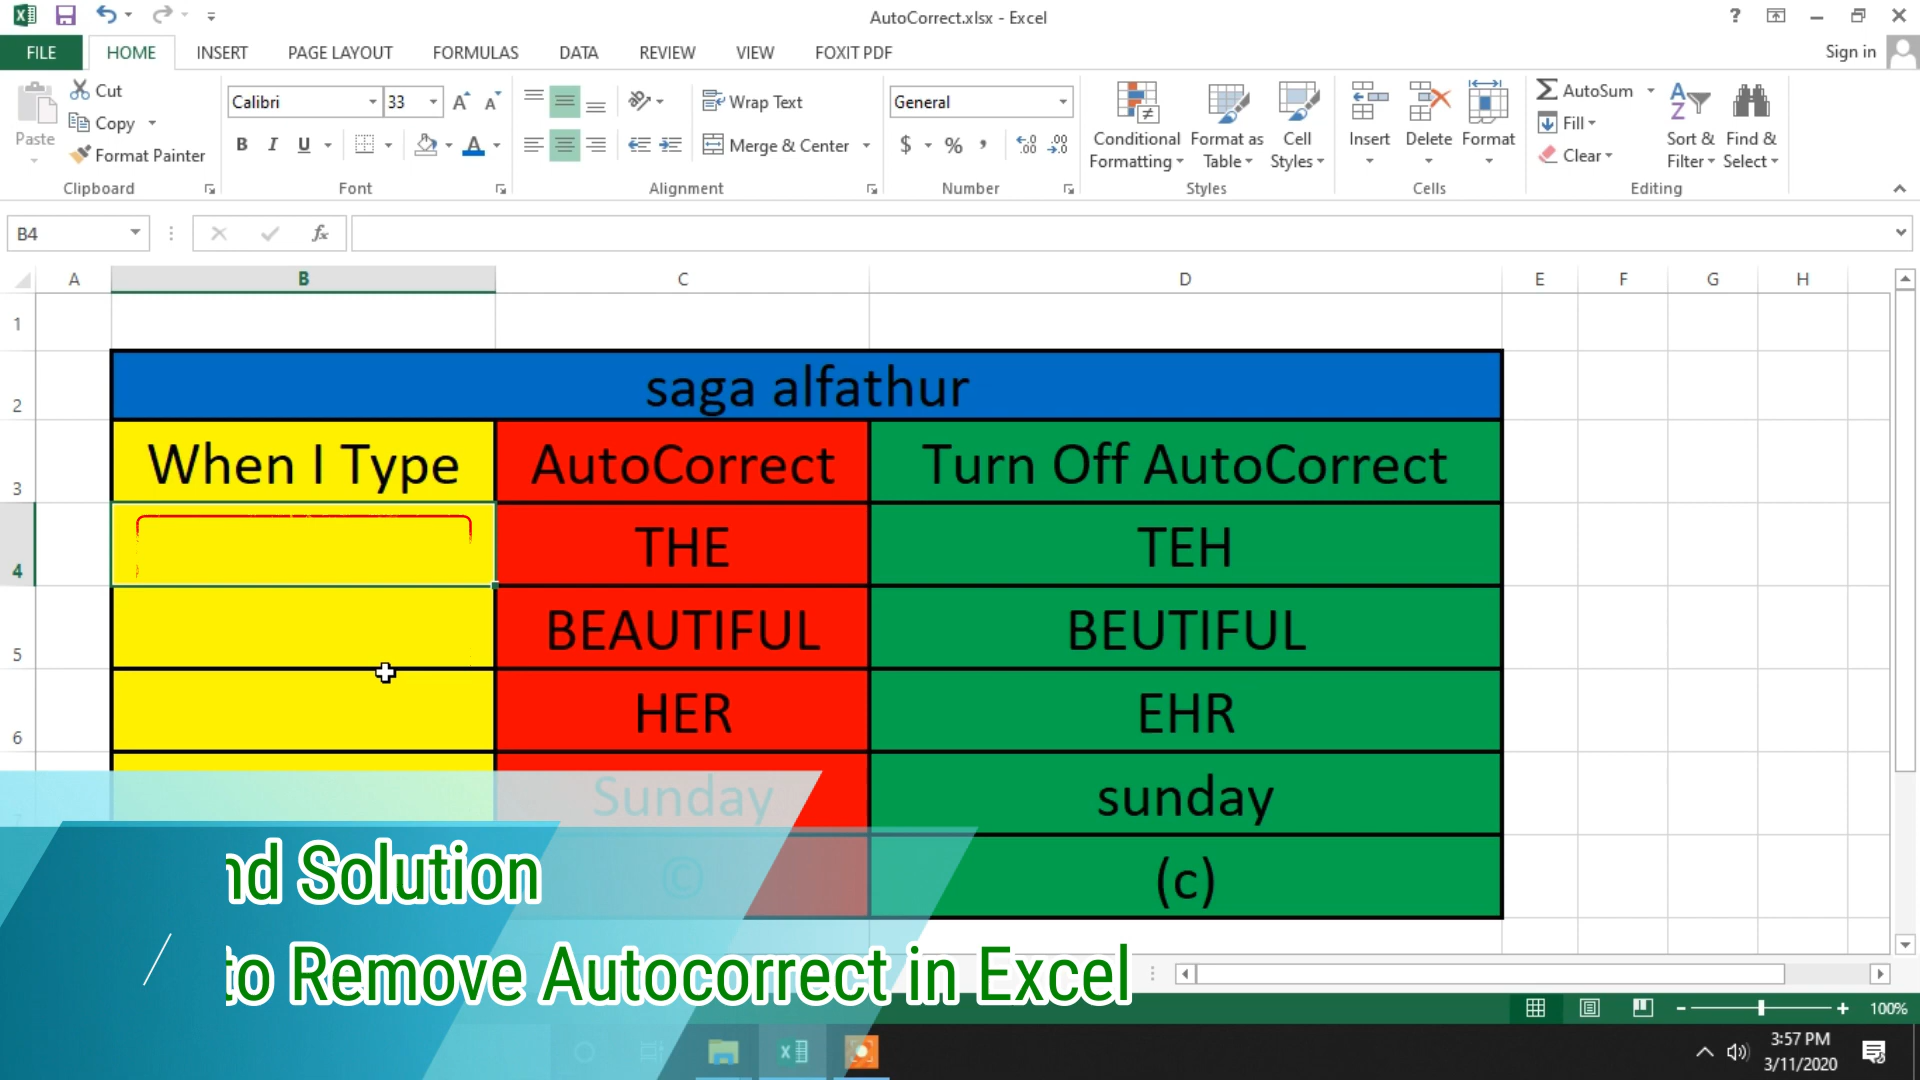 AutoCorrect.xlsx - Excel
FILE HOME INSERT PAGE LAYOUT FORMULAS DATA REVIEW VIEW FOXIT PDF Sign in
Cut
Copy
Format Painter
Paste
Clipboard
Calibri 33
B I U
Font
Wrap Text
Merge & Center
Alignment
General
$ % ,
Number
Conditional Formatting
Format as Table
Cell Styles
Styles
Insert Delete Format
Cells
AutoSum
Fill
Clear
Sort & Filter
Find & Select
Editing
B4 fx
A B C D E F G H
1
2 saga alfathur
3 When I Type AutoCorrect Turn Off AutoCorrect
4 THE TEH
5 BEAUTIFUL BEUTIFUL
6 HER EHR
Sunday sunday
© (c)
nd Solution
to Remove Autocorrect in Excel
100%
3:57 PM
3/11/2020